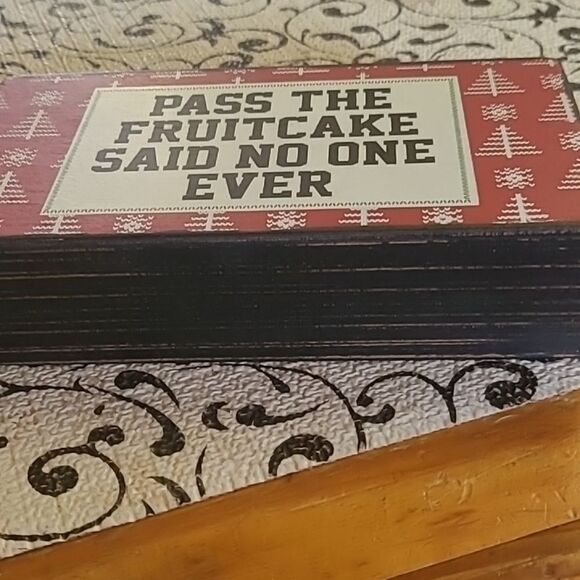 PASS THE
FRUITCAKE
SAID NO ONE
EVER